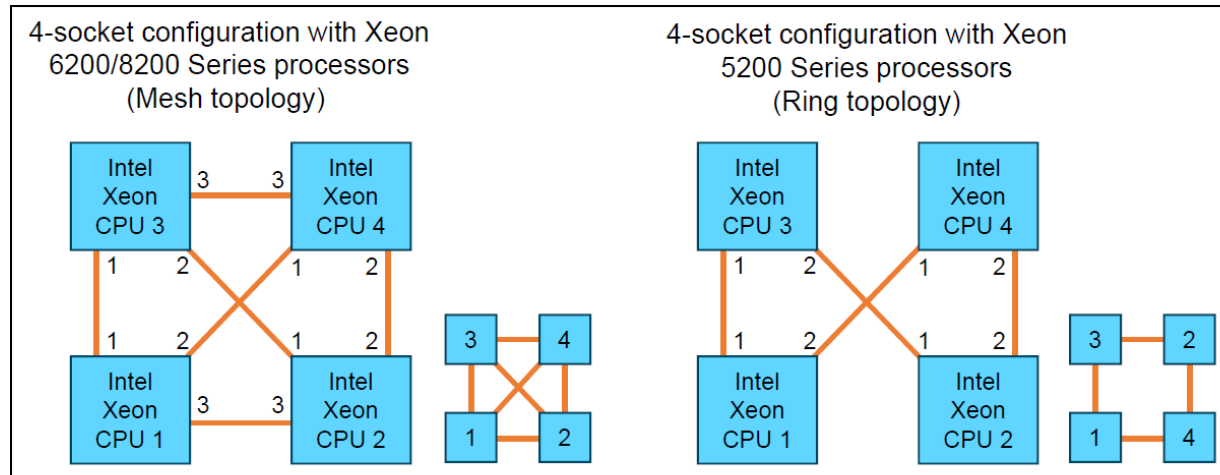 4-socket configuration with Xeon
6200/8200 Series processors
(Mesh topology)
Intel
Xeon
CPU 3
3
3
Intel
Xeon
CPU 4
1
2
1
2
1
2
1
2
Intel
Xeon
CPU 1
3
3
Intel
Xeon
CPU 2
3
4
1
2
4-socket configuration with Xeon
5200 Series processors
(Ring topology)
Intel
Xeon
CPU 3
Intel
Xeon
CPU 4
1
2
1
2
1
2
1
2
Intel
Xeon
CPU 1
Intel
Xeon
CPU 2
3
2
1
4